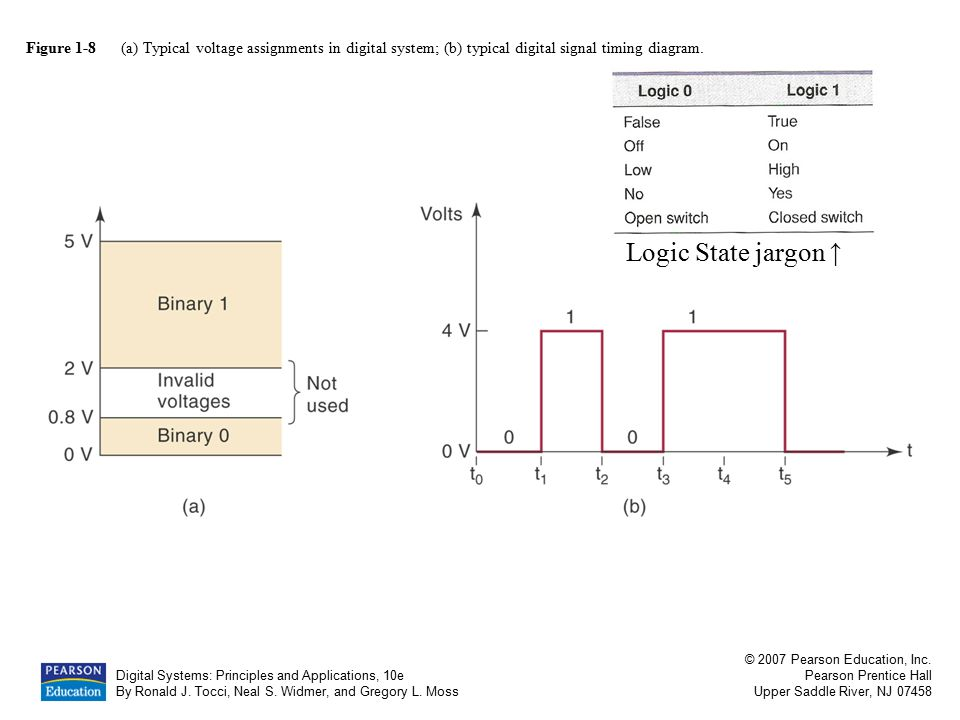 Figure 1-8 (a) Typical voltage assignments in digital system; (b) typical digital signal timing diagram.
Logic 0 Logic 1
False True
Off On
Low High
No Yes
Open switch Closed switch
Logic State jargon ↑
5 V
Binary 1
2 V
Invalid
voltages
Not
used
0.8 V
Binary 0
0 V
(a)
Volts
4 V
1 1
0 0
0 V
t
t0 t1 t2 t3 t4 t5
(b)
PEARSON
Education
Digital Systems: Principles and Applications, 10e
By Ronald J. Tocci, Neal S. Widmer, and Gregory L. Moss
© 2007 Pearson Education, Inc.
Pearson Prentice Hall
Upper Saddle River, NJ 07458